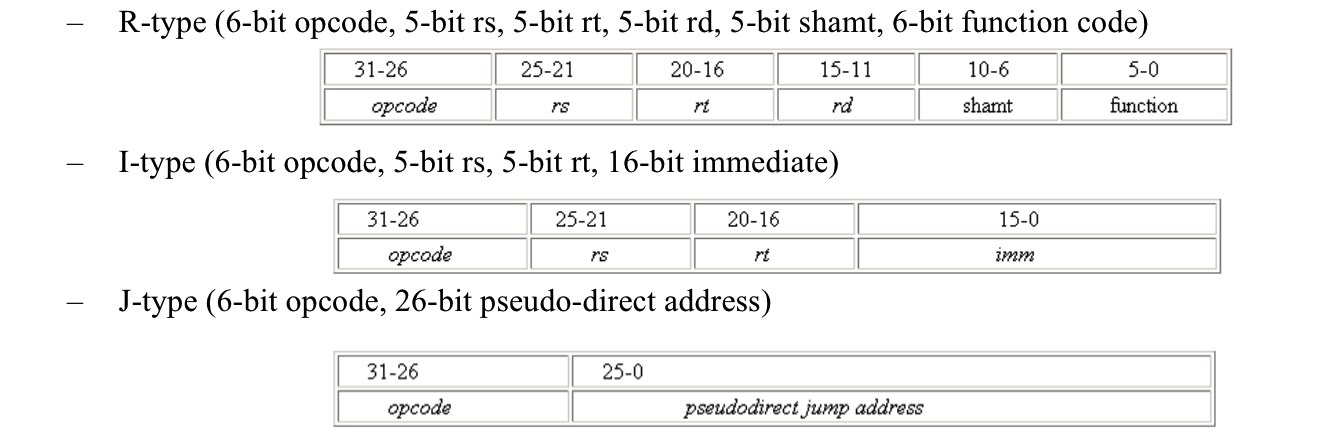 – R-type (6-bit opcode, 5-bit rs, 5-bit rt, 5-bit rd, 5-bit shamt, 6-bit function code)
31-26 25-21 20-16 15-11 10-6 5-0
opcode rs rt rd shamt function
– I-type (6-bit opcode, 5-bit rs, 5-bit rt, 16-bit immediate)
31-26 25-21 20-16 15-0
opcode rs rt imm
– J-type (6-bit opcode, 26-bit pseudo-direct address)
31-26 25-0
opcode pseudodirect jump address